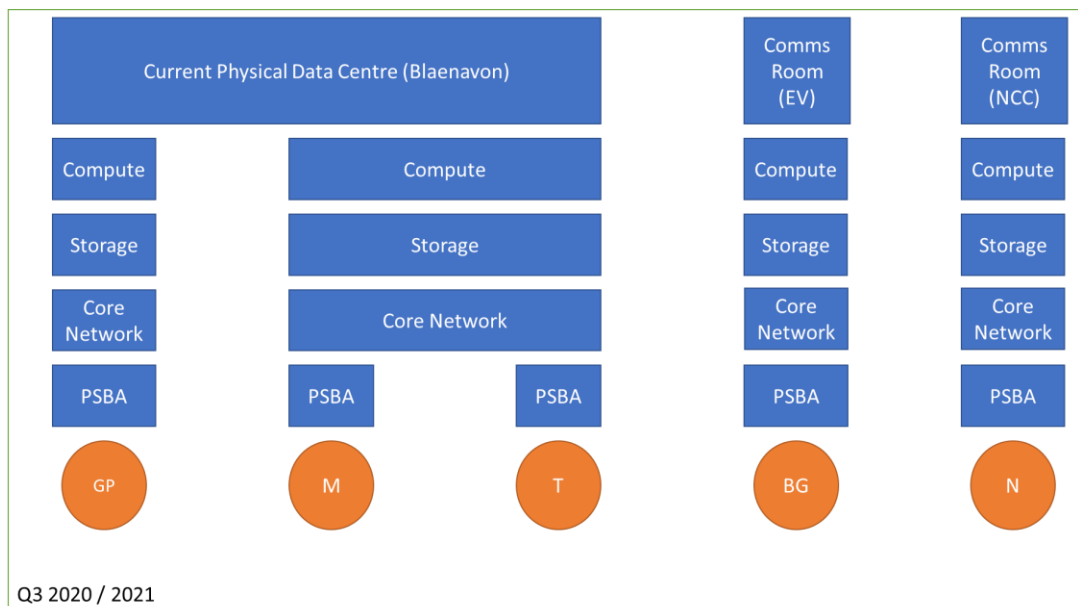 Current Physical Data Centre (Blaenavon)
Comms
Room
(EV)
Comms
Room
(NCC)
Compute
Compute
Compute
Compute
Storage
Storage
Storage
Storage
Core
Network
Core Network
Core
Network
Core
Network
PSBA
PSBA
PSBA
PSBA
PSBA
GP
M
T
BG
N
Q3 2020 / 2021